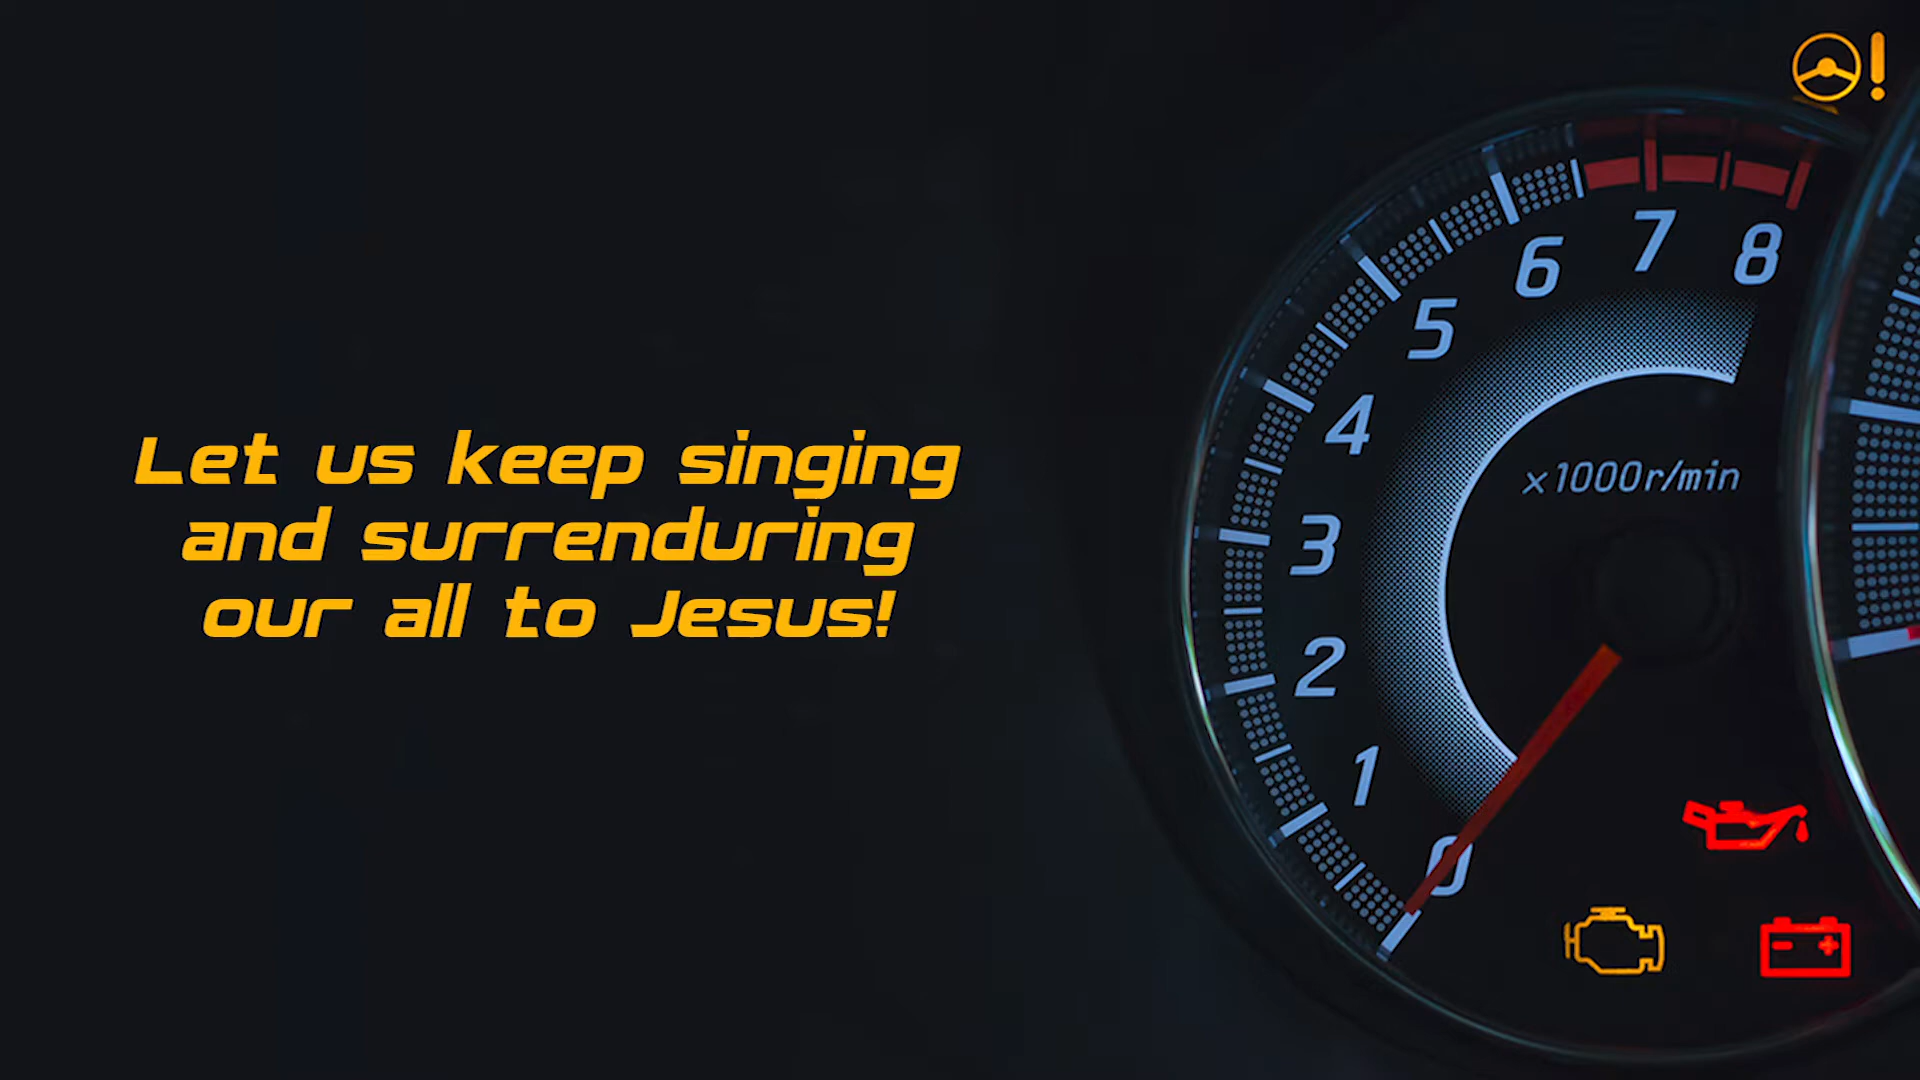 Let us keep singing
and surrenduring
our all to Jesus!
8
7
6
5
4
x1000r/min
3
2
1
0